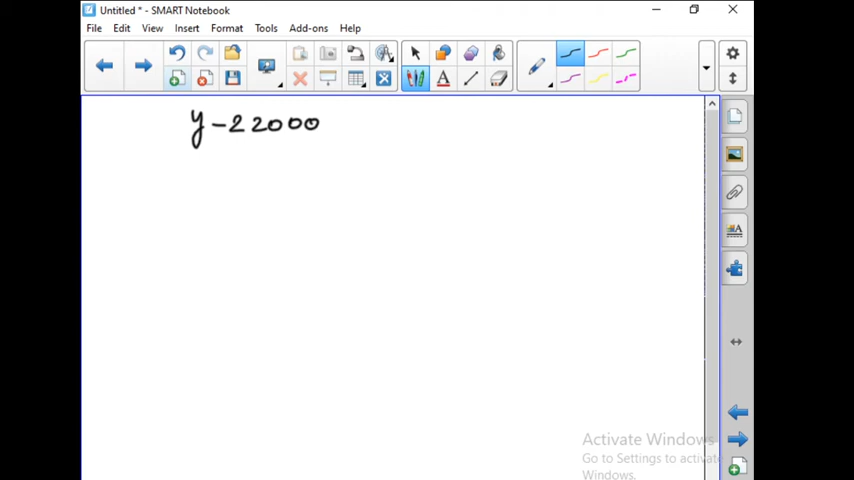 Untitled * - SMART Notebook
File Edit View Insert Format Tools Add-ons Help
y-22000
Activate Windows
Go to Settings to activate
Windows.